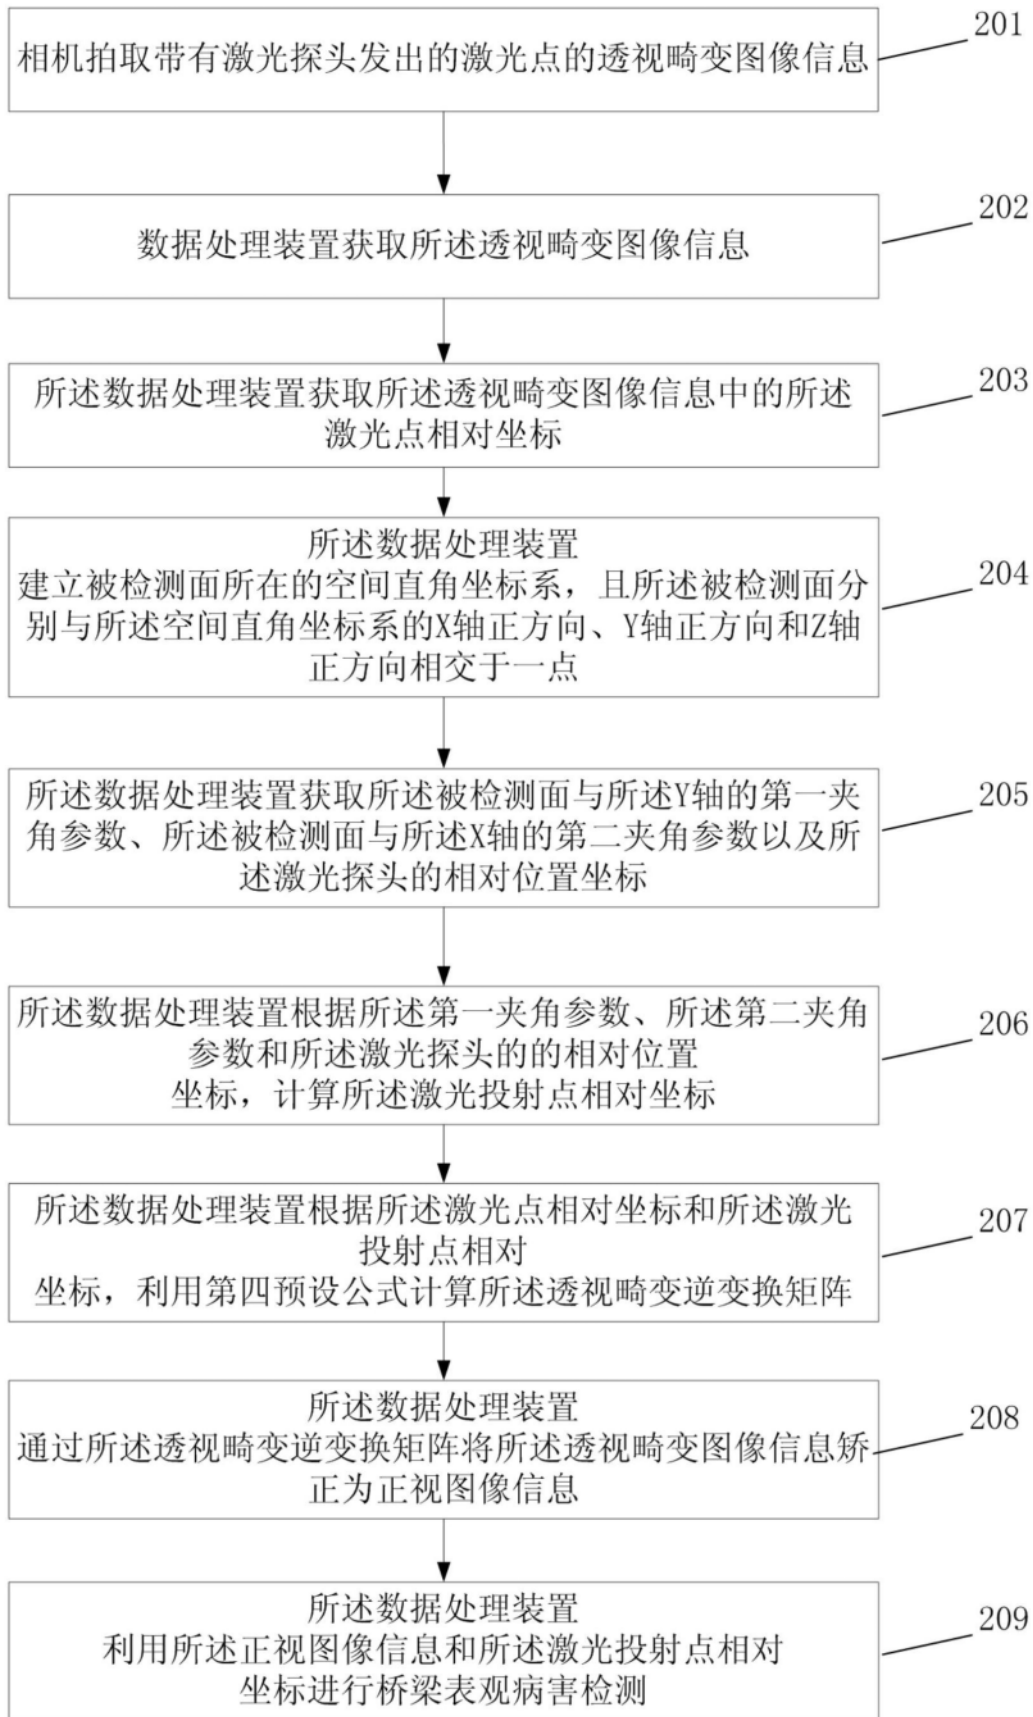 相机拍取带有激光探头发出的激光点的透视畸变图像信息
201
数据处理装置获取所述透视畸变图像信息
202
所述数据处理装置获取所述透视畸变图像信息中的所述
激光点相对坐标
203
所述数据处理装置
建立被检测面所在的空间直角坐标系，且所述被检测面分
别与所述空间直角坐标系的X轴正方向、Y轴正方向和Z轴
正方向相交于一点
204
所述数据处理装置获取所述被检测面与所述Y轴的第一夹
角参数、所述被检测面与所述X轴的第二夹角参数以及所
述激光探头的相对位置坐标
205
所述数据处理装置根据所述第一夹角参数、所述第二夹角
参数和所述激光探头的的相对位置
坐标，计算所述激光投射点相对坐标
206
所述数据处理装置根据所述激光点相对坐标和所述激光
投射点相对
坐标，利用第四预设公式计算所述透视畸变逆变换矩阵
207
所述数据处理装置
通过所述透视畸变逆变换矩阵将所述透视畸变图像信息矫
正为正视图像信息
208
所述数据处理装置
利用所述正视图像信息和所述激光投射点相对
坐标进行桥梁表观病害检测
209